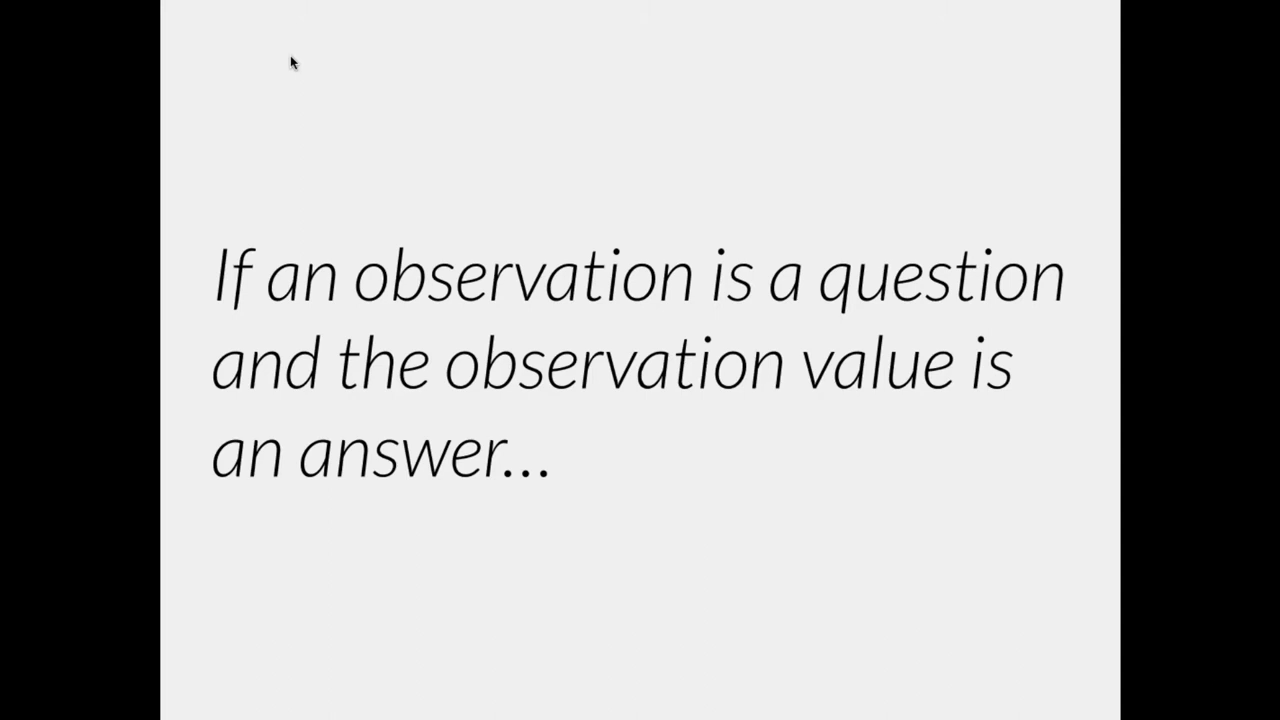 If an observation is a question
and the observation value is
an answer...